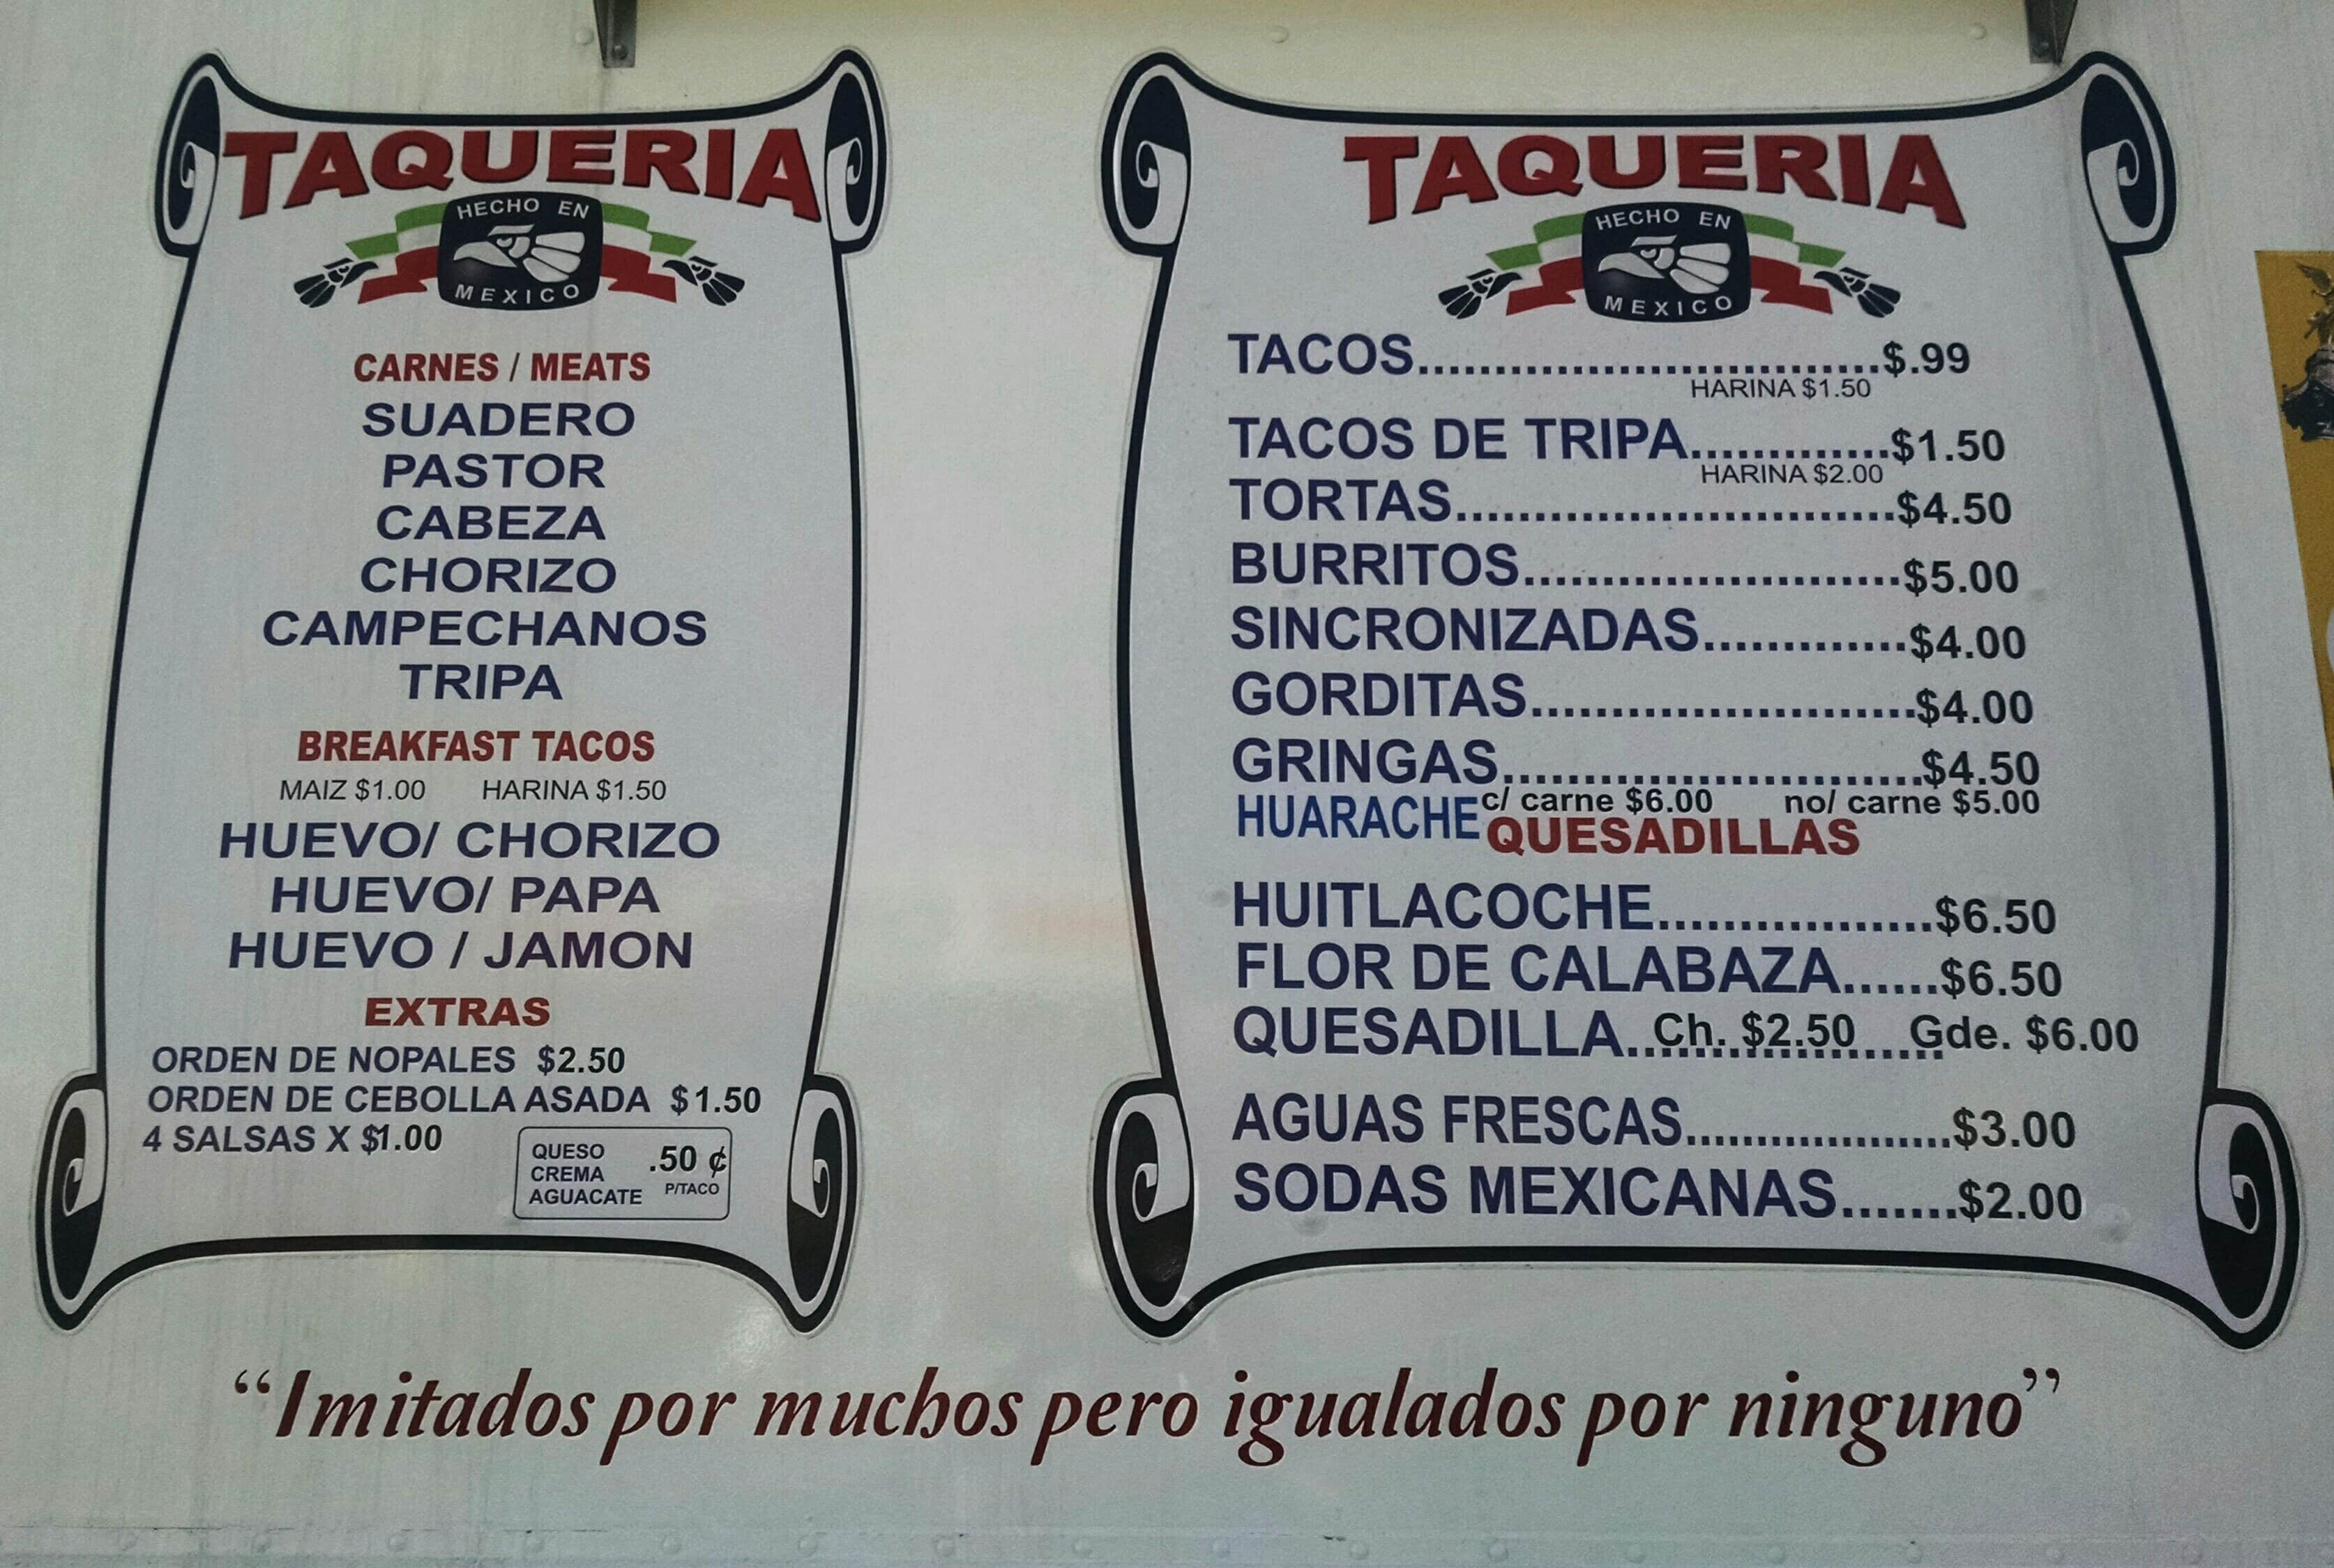 TAQUERIA
HECHO EN
MEXICO
CARNES / MEATS
SUADERO
PASTOR
CABEZA
CHORIZO
CAMPECHANOS
TRIPA
BREAKFAST TACOS
MAIZ $1.00 HARINA $1.50
HUEVO/ CHORIZO
HUEVO/ PAPA
HUEVO / JAMON
EXTRAS
ORDEN DE NOPALES $2.50
ORDEN DE CEBOLLA ASADA $1.50
4 SALSAS X $1.00
QUESO
CREMA
AGUACATE
.50 ¢
P/TACO
TAQUERIA
HECHO EN
MEXICO
TACOS..............................$.99
HARINA $1.50
TACOS DE TRIPA.............$1.50
HARINA $2.00
TORTAS............................$4.50
BURRITOS........................$5.00
SINCRONIZADAS.............$4.00
GORDITAS........................$4.00
GRINGAS...........................$4.50
HUARACHE c/ carne $6.00 no/ carne $5.00
QUESADILLAS
HUITLACOCHE.................$6.50
FLOR DE CALABAZA......$6.50
QUESADILLA..Ch. $2.50....Gde. $6.00
AGUAS FRESCAS...................$3.00
SODAS MEXICANAS.......$2.00
“Imitados por muchos pero igualados por ninguno”